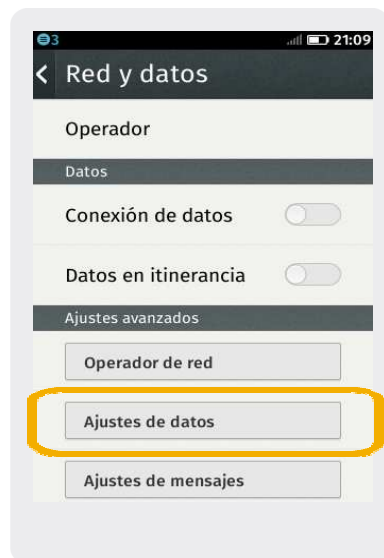 3 21:09
Red y datos
Operador
Datos
Conexión de datos
Datos en itinerancia
Ajustes avanzados
Operador de red
Ajustes de datos
Ajustes de mensajes